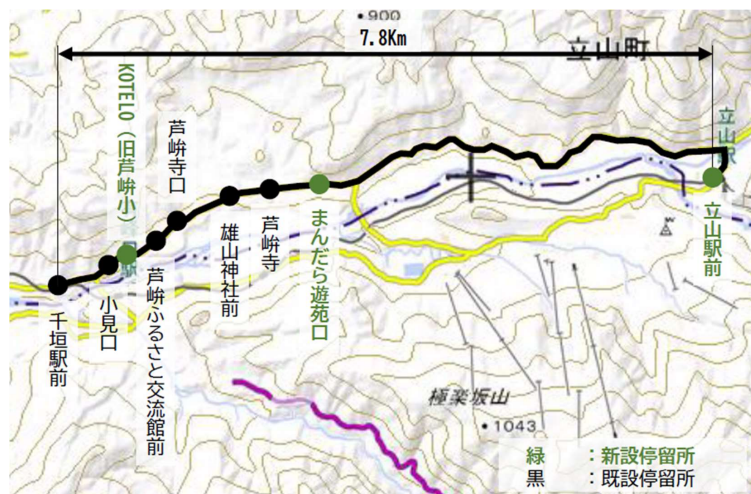 ・900
7.8Km
立山町
KOTELO（旧芦峅小）
芦峅寺口
立山駅
千垣駅前
小見口
芦峅ふるさと交流館前
雄山神社前
芦峅寺
まんだら遊苑口
立山駅前
極楽坂山
・1043
緑　：新設停留所
黒　：既設停留所